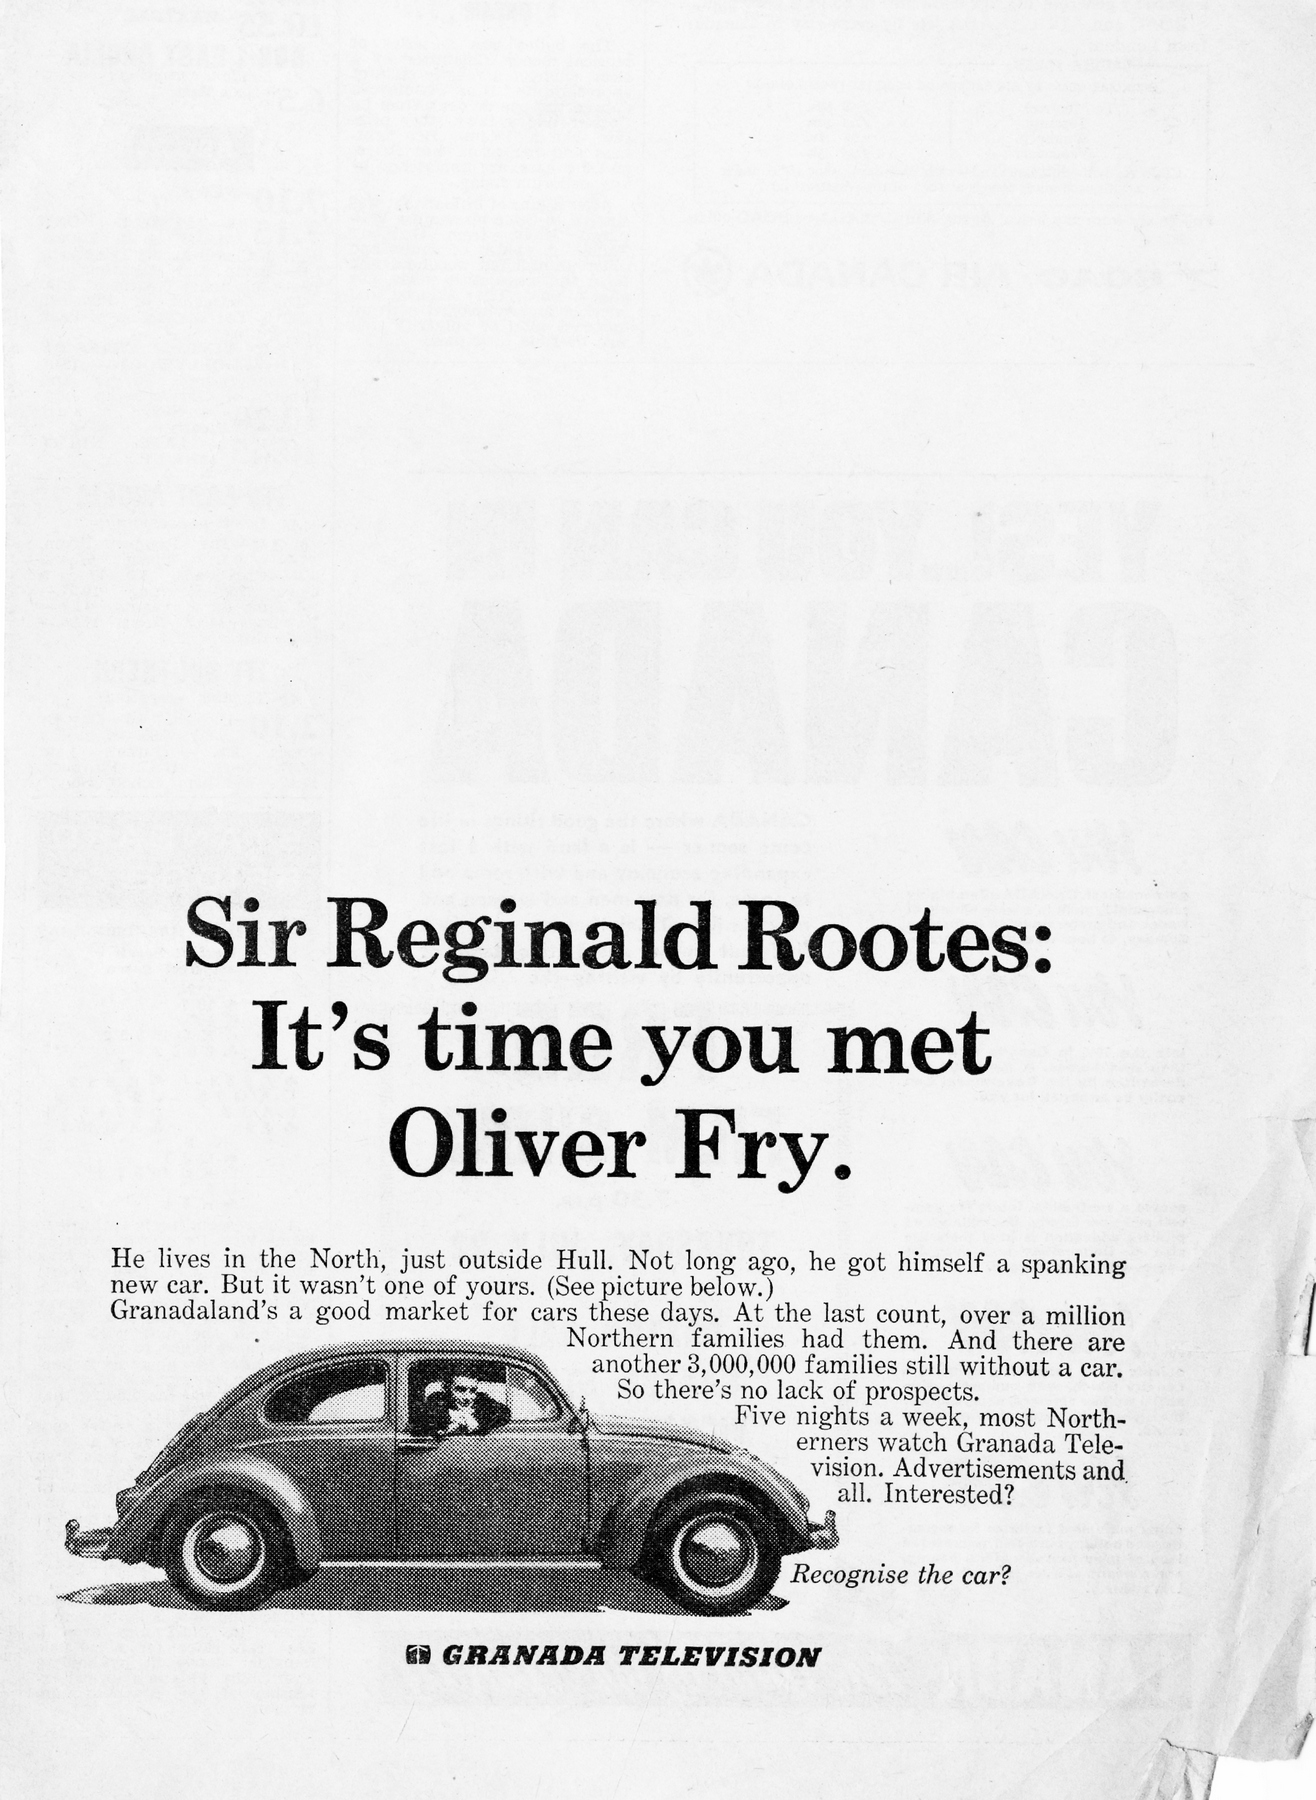 Sir Reginald Rootes:
It's time you met
Oliver Fry.
He lives in the North, just outside Hull. Not long ago, he got himself a spanking
new car. But it wasn't one of yours. (See picture below.)
Granadaland's a good market for cars these days. At the last count, over a million
Northern families had them. And there are
another 3,000,000 families still without a car.
So there's no lack of prospects.
Five nights a week, most North-
erners watch Granada Tele-
vision. Advertisements and
all. Interested?
Recognise the car?
GRANADA TELEVISION